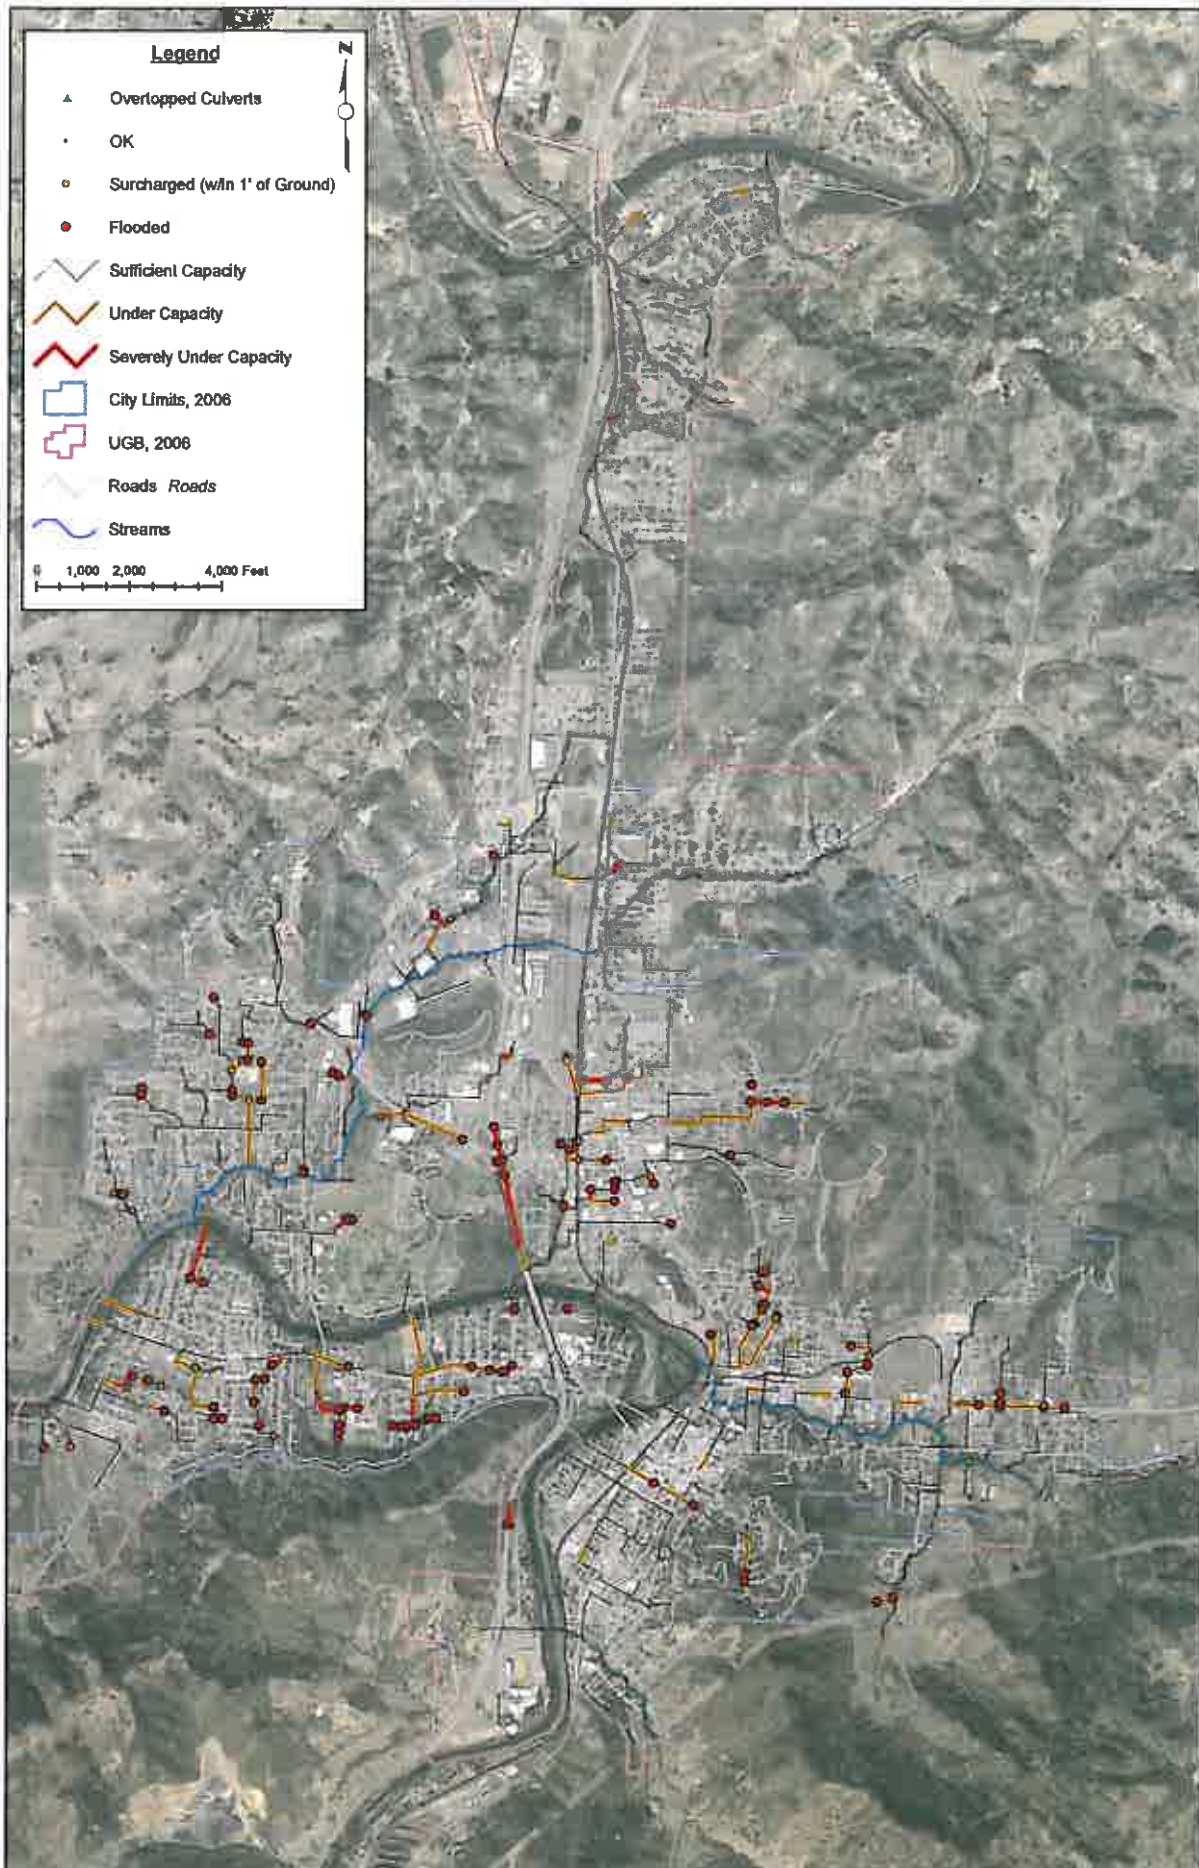 Legend
N
Overtopped Culverts
OK
Surcharged (w/in 1' of Ground)
Flooded
Sufficient Capacity
Under Capacity
Severely Under Capacity
City Limits, 2006
UGB, 2006
Roads Roads
Streams
0 1,000 2,000 4,000 Feet